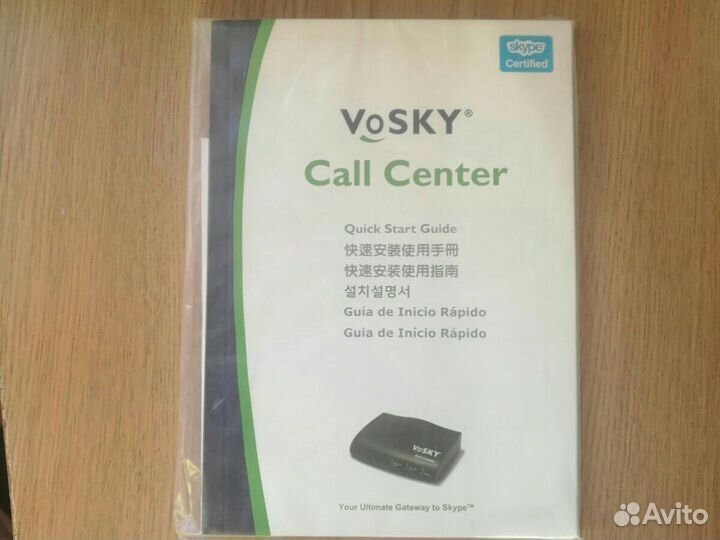 skype
Certified
VOSKY®
Call Center
Quick Start Guide
快速安裝使用手冊
快速安装使用指南
설치설명서
Guía de Inicio Rápido
Guia de Início Rápido
VOSKY
Call Center
Your Ultimate Gateway to Skype™
Avito